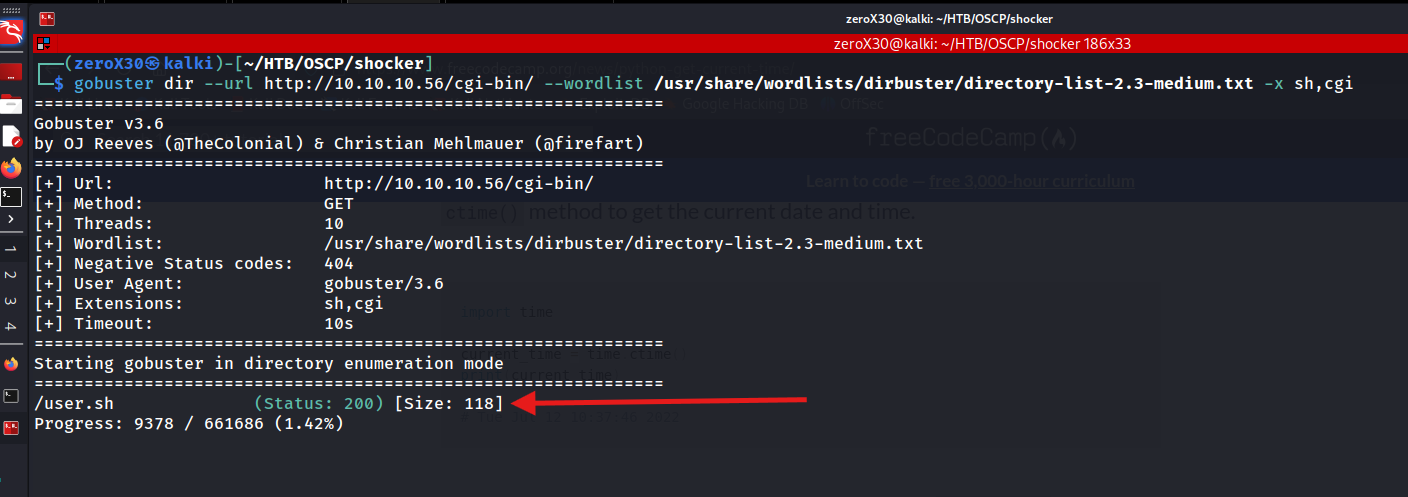 zeroX30@kalki: ~/HTB/OSCP/shocker
zeroX30@kalki: ~/HTB/OSCP/shocker 186x33
┌──(zeroX30㉿kalki)-[~/HTB/OSCP/shocker]
└─$ gobuster dir --url http://10.10.10.56/cgi-bin/ --wordlist /usr/share/wordlists/dirbuster/directory-list-2.3-medium.txt -x sh,cgi
Google Hacking DB OffSec
===============================================================
Gobuster v3.6
by OJ Reeves (@TheColonial) & Christian Mehlmauer (@firefart)
freeCodeCamp
===============================================================
[+] Url: http://10.10.10.56/cgi-bin/
Learn to code — free 3,000-hour curriculum
[+] Method: GET
ctime() method to get the current date and time.
[+] Threads: 10
[+] Wordlist: /usr/share/wordlists/dirbuster/directory-list-2.3-medium.txt
[+] Negative Status codes: 404
[+] User Agent: gobuster/3.6
[+] Extensions: sh,cgi
import time
[+] Timeout: 10s
===============================================================
Starting gobuster in directory enumeration mode
===============================================================
/user.sh (Status: 200) [Size: 118]
Progress: 9378 / 661686 (1.42%)
1
2
3
4